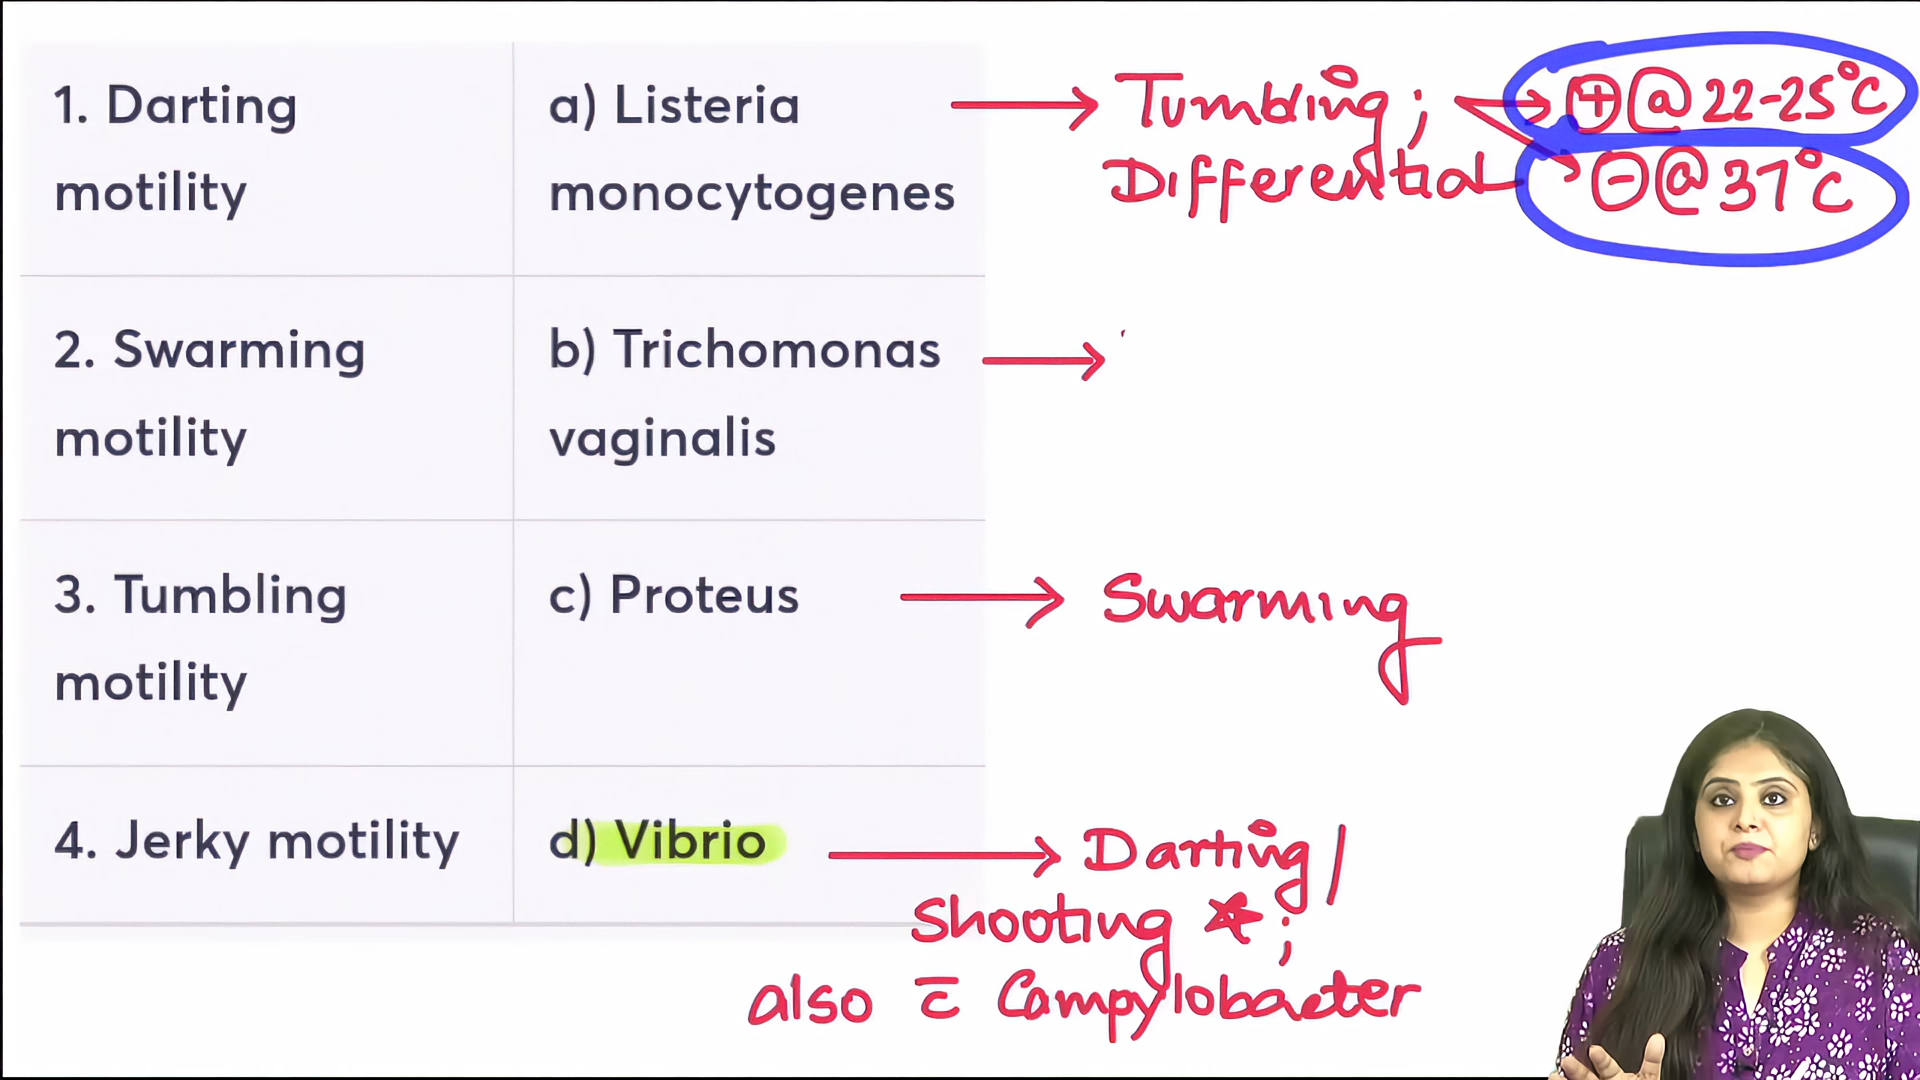 1. Darting motility
a) Listeria monocytogenes
Tumbling;
Differential
⊕ @ 22-25°C
⊖ @ 37°C
2. Swarming motility
b) Trichomonas vaginalis
3. Tumbling motility
c) Proteus
Swarming
4. Jerky motility
d) Vibrio
Darting/
Shooting ★;
also c̄ Campylobacter